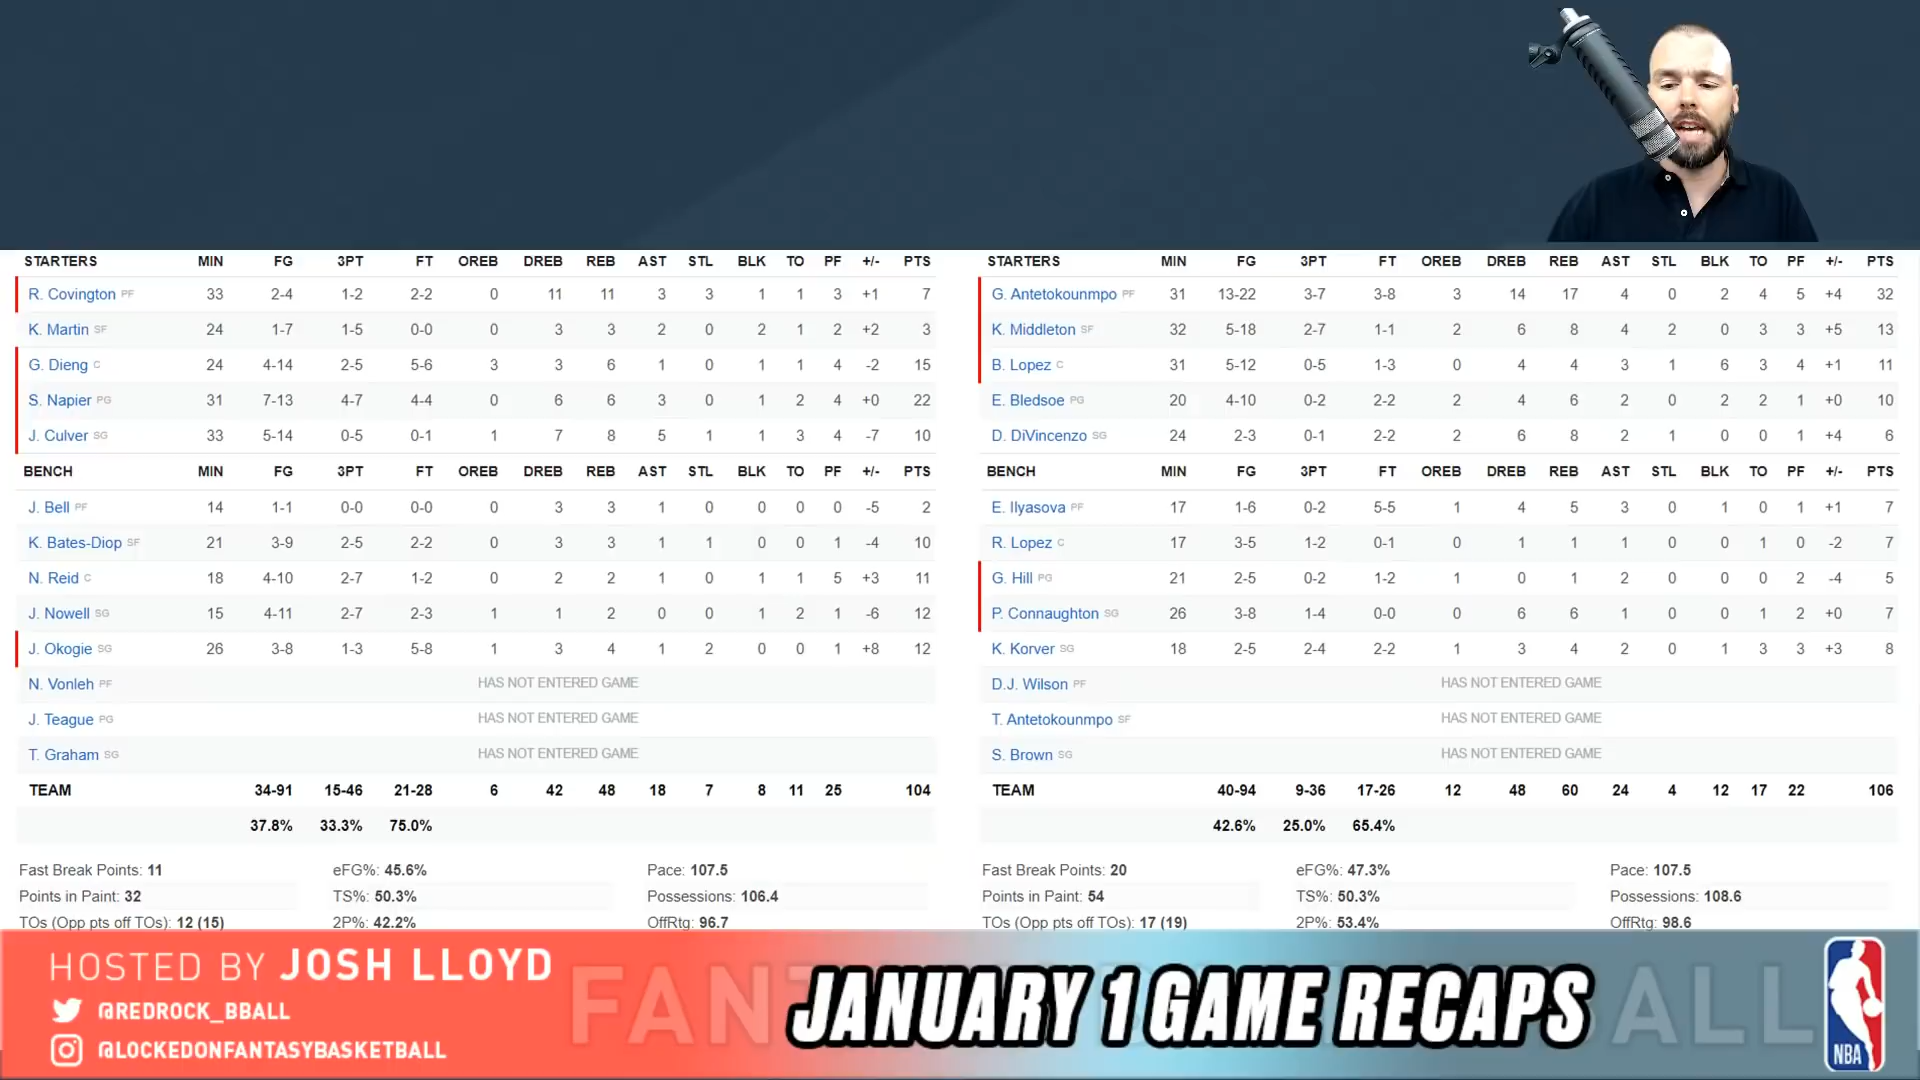 STARTERS MIN FG 3PT FT OREB DREB REB AST STL BLK TO PF +/- PTS
R. Covington PF 33 2-4 1-2 2-2 0 11 11 3 3 1 1 3 +1 7
K. Martin SF 24 1-7 1-5 0-0 0 3 3 2 0 2 1 2 +2 3
G. Dieng C 24 4-14 2-5 5-6 3 3 6 1 0 1 1 4 -2 15
S. Napier PG 31 7-13 4-7 4-4 0 6 6 3 0 1 2 4 +0 22
J. Culver SG 33 5-14 0-5 0-1 1 7 8 5 1 1 3 4 -7 10
BENCH MIN FG 3PT FT OREB DREB REB AST STL BLK TO PF +/- PTS
J. Bell PF 14 1-1 0-0 0-0 0 3 3 1 0 0 0 0 -5 2
K. Bates-Diop SF 21 3-9 2-5 2-2 0 3 3 1 1 0 0 1 -4 10
N. Reid C 18 4-10 2-7 1-2 0 2 2 1 0 1 1 5 +3 11
J. Nowell SG 15 4-11 2-7 2-3 1 1 2 0 0 1 2 1 -6 12
J. Okogie SG 26 3-8 1-3 5-8 1 3 4 1 2 0 0 1 +8 12
N. Vonleh PF HAS NOT ENTERED GAME
J. Teague PG HAS NOT ENTERED GAME
T. Graham SG HAS NOT ENTERED GAME
TEAM 34-91 15-46 21-28 6 42 48 18 7 8 11 25 104
37.8% 33.3% 75.0%
Fast Break Points: 11 eFG%: 45.6% Pace: 107.5
Points in Paint: 32 TS%: 50.3% Possessions: 106.4
TOs (Opp pts off TOs): 12 (15) 2P%: 42.2% OffRtg: 96.7
STARTERS MIN FG 3PT FT OREB DREB REB AST STL BLK TO PF +/- PTS
G. Antetokounmpo PF 31 13-22 3-7 3-8 3 14 17 4 0 2 4 5 +4 32
K. Middleton SF 32 5-18 2-7 1-1 2 6 8 4 2 0 3 3 +5 13
B. Lopez C 31 5-12 0-5 1-3 0 4 4 3 1 6 3 4 +1 11
E. Bledsoe PG 20 4-10 0-2 2-2 2 4 6 2 0 2 2 1 +0 10
D. DiVincenzo SG 24 2-3 0-1 2-2 2 6 8 2 1 0 0 1 +4 6
BENCH MIN FG 3PT FT OREB DREB REB AST STL BLK TO PF +/- PTS
E. Ilyasova PF 17 1-6 0-2 5-5 1 4 5 3 0 1 0 1 +1 7
R. Lopez C 17 3-5 1-2 0-1 0 1 1 1 0 0 1 0 -2 7
G. Hill PG 21 2-5 0-2 1-2 1 0 1 2 0 0 0 2 -4 5
P. Connaughton SG 26 3-8 1-4 0-0 0 6 6 1 0 0 1 2 +0 7
K. Korver SG 18 2-5 2-4 2-2 1 3 4 2 0 1 3 3 +3 8
D.J. Wilson PF HAS NOT ENTERED GAME
T. Antetokounmpo SF HAS NOT ENTERED GAME
S. Brown SG HAS NOT ENTERED GAME
TEAM 40-94 9-36 17-26 12 48 60 24 4 12 17 22 106
42.6% 25.0% 65.4%
Fast Break Points: 20 eFG%: 47.3% Pace: 107.5
Points in Paint: 54 TS%: 50.3% Possessions: 108.6
TOs (Opp pts off TOs): 17 (19) 2P%: 53.4% OffRtg: 98.6
HOSTED BY JOSH LLOYD
@REDROCK_BBALL
@LOCKEDONFANTASYBASKETBALL
JANUARY 1 GAME RECAPS
NBA